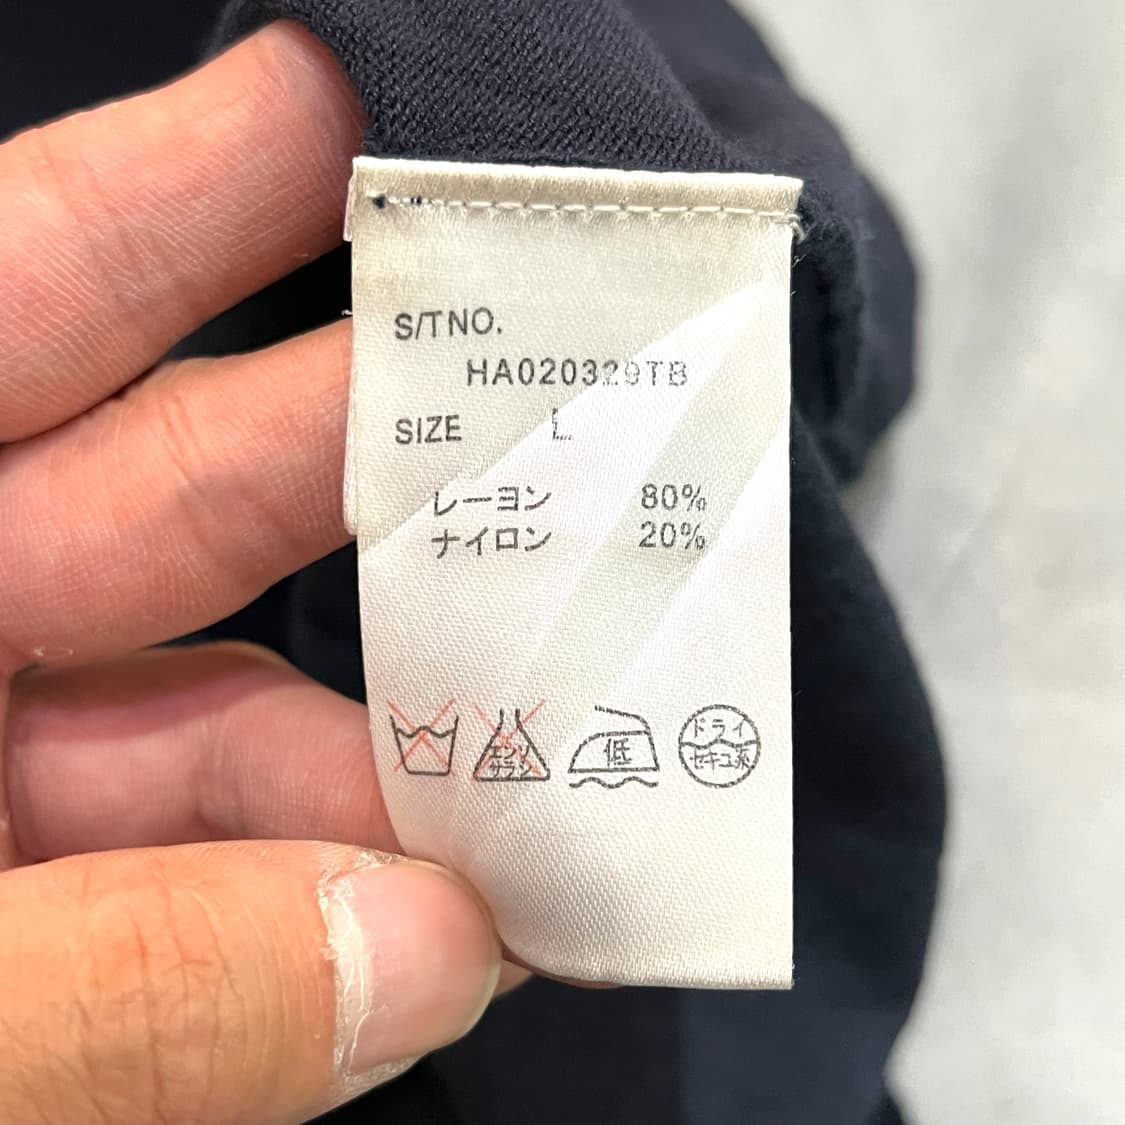 S/T NO.
HA020329TB
SIZE L
レーヨン 80%
ナイロン 20%
エンソ
サラシ
低
ドライ
セキユ系